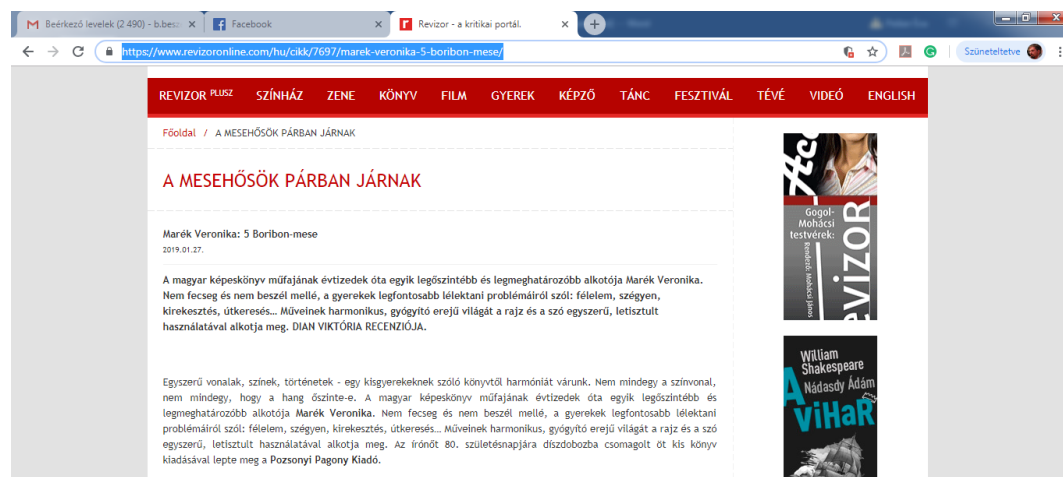 Beérkező levelek (2 490) - b.besz
Facebook
Revizor - a kritikai portál.
https://www.revizoronline.com/hu/cikk/7697/marek-veronika-5-boribon-mese/
Szüneteltetve
REVIZOR PLUSZ SZÍNHÁZ ZENE KÖNYV FILM GYEREK KÉPZŐ TÁNC FESZTIVÁL TÉVÉ VIDEÓ ENGLISH
Főoldal / A MESEHŐSÖK PÁRBAN JÁRNAK
A MESEHŐSÖK PÁRBAN JÁRNAK
Marék Veronika: 5 Boribon-mese
2019.01.27.
A magyar képeskönyv műfajának évtizedek óta egyik legőszintébb és legmeghatározóbb alkotója Marék Veronika.
Nem fecseg és nem beszél mellé, a gyerekek legfontosabb lélektani problémáiról szól: félelem, szégyen,
kirekesztés, útkeresés… Műveinek harmonikus, gyógyító erejű világát a rajz és a szó egyszerű, letisztult
használatával alkotja meg. DIAN VIKTÓRIA RECENZIÓJA.
Egyszerű vonalak, színek, történetek - egy kisgyerekeknek szóló könyvtől harmóniát várunk. Nem mindegy a színvonal,
nem mindegy, hogy a hang őszinte-e. A magyar képeskönyv műfajának évtizedek óta egyik legőszintébb és
legmeghatározóbb alkotója Marék Veronika. Nem fecseg és nem beszél mellé, a gyerekek legfontosabb lélektani
problémáiról szól: félelem, szégyen, kirekesztés, útkeresés… Műveinek harmonikus, gyógyító erejű világát a rajz és a szó
egyszerű, letisztult használatával alkotja meg. Az írónőt 80. születésnapjára díszdobozba csomagolt öt kis könyv
kiadásával lepte meg a Pozsonyi Pagony Kiadó.
Gogol-
Mohácsi
testvérek:
Rendező: Mohácsi János
William
Shakespeare
Nádasdy Ádám
A
viHaR